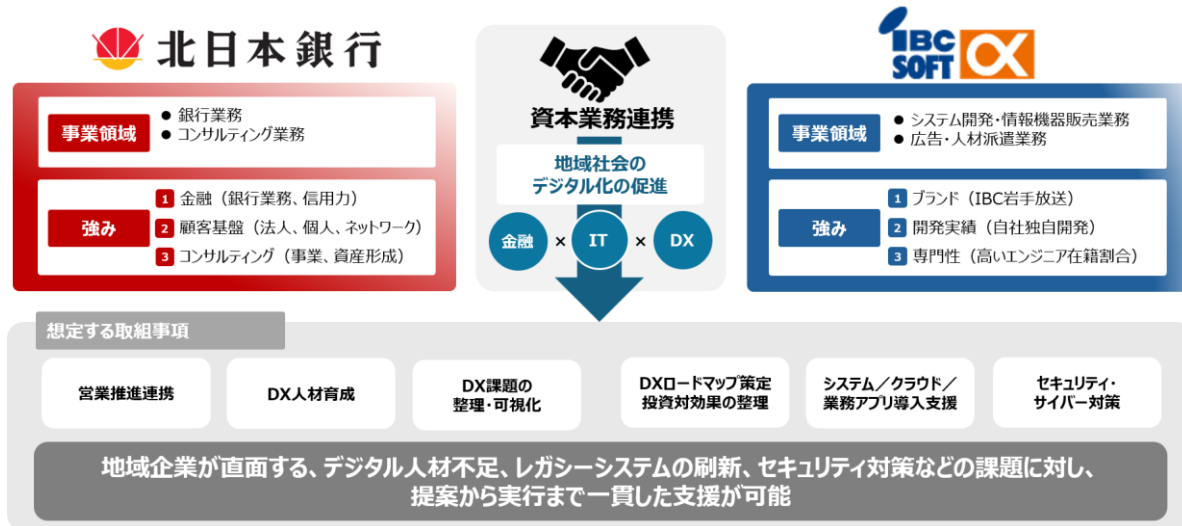 北日本銀行
事業領域
● 銀行業務
● コンサルティング業務
強み
1 金融（銀行業務、信用力）
2 顧客基盤（法人、個人、ネットワーク）
3 コンサルティング（事業、資産形成）
資本業務連携
地域社会の
デジタル化の促進
金融 × IT × DX
IBC
SOFT α
事業領域
● システム開発・情報機器販売業務
● 広告・人材派遣業務
強み
1 ブランド（IBC岩手放送）
2 開発実績（自社独自開発）
3 専門性（高いエンジニア在籍割合）
想定する取組事項
営業推進連携
DX人材育成
DX課題の
整理・可視化
DXロードマップ策定
投資対効果の整理
システム／クラウド／
業務アプリ導入支援
セキュリティ・
サイバー対策
地域企業が直面する、デジタル人材不足、レガシーシステムの刷新、セキュリティ対策などの課題に対し、
提案から実行まで一貫した支援が可能